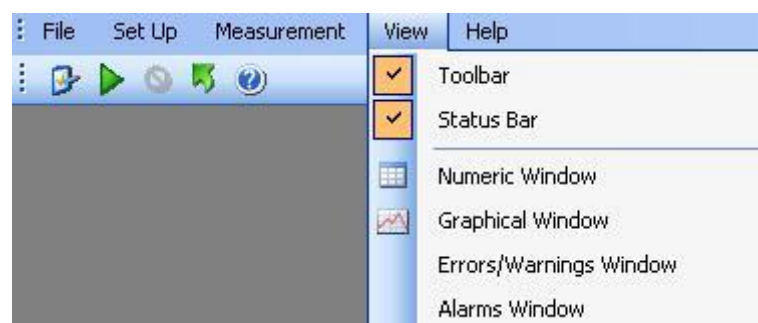 File Set Up Measurement View Help
Toolbar
Status Bar
Numeric Window
Graphical Window
Errors/Warnings Window
Alarms Window